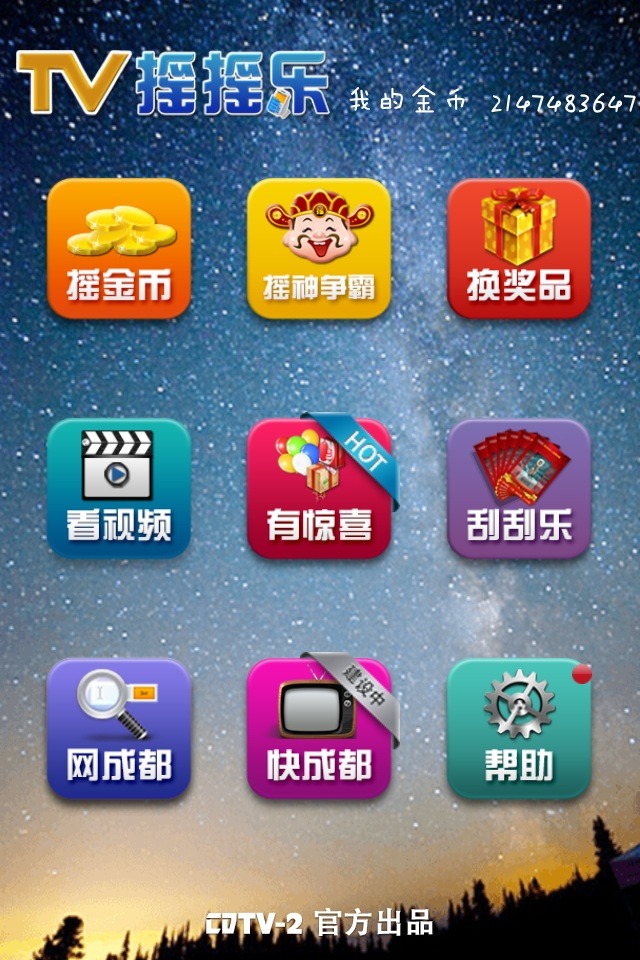 TV摇摇乐 我的金币 2147483647
摇金币 摇神争霸 换奖品
HOT
看视频 有惊喜 刮刮乐
建设中
网成都 快成都 帮助
CDTV-2 官方出品